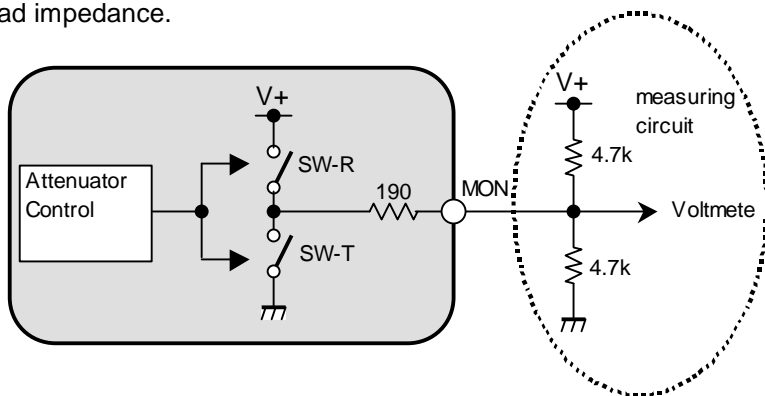 ad impedance.
V+
SW-R
Attenuator
Control
SW-T
190
MON
V+
measuring
circuit
4.7k
Voltmete
4.7k